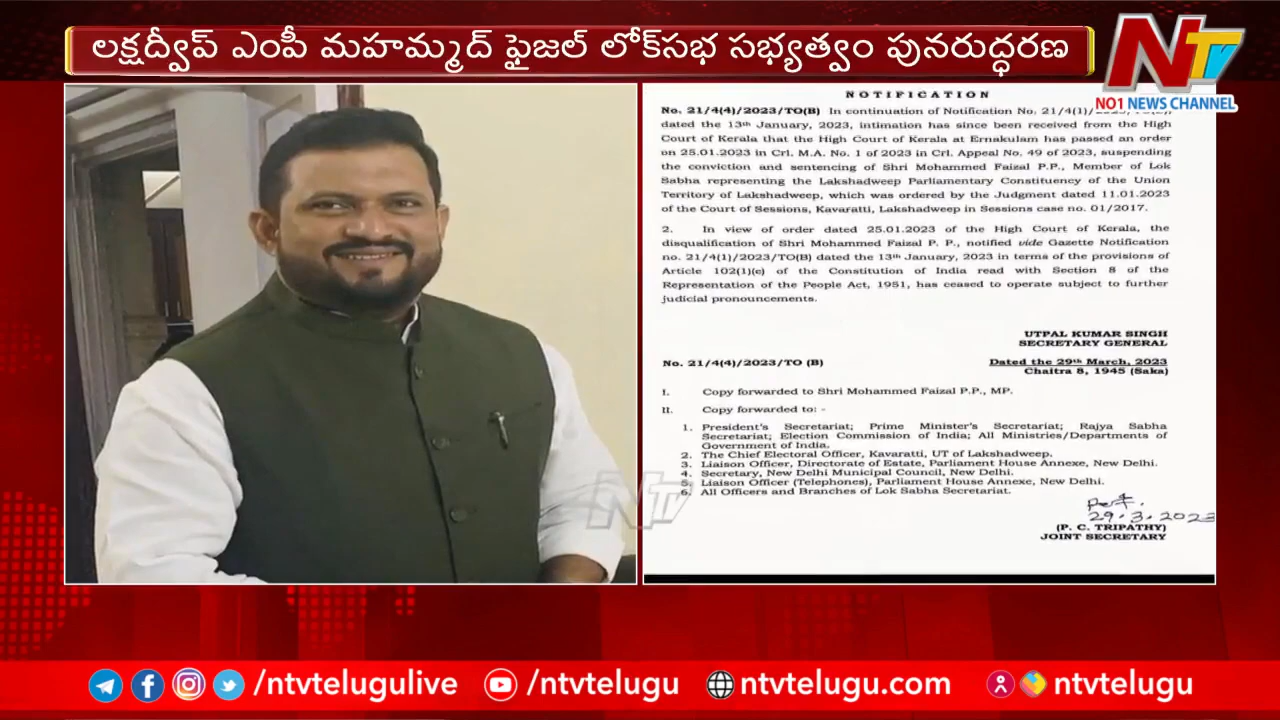 లక్షద్వీప్ ఎంపీ మహమ్మద్ ఫైజల్ లోక్‌సభ సభ్యత్వం పునరుద్ధరణ
NTV
NO1 NEWS CHANNEL
NOTIFICATION
No. 21/4(4)/2023/TO(B) In continuation of Notification No. 21/4(1)/
dated the 13th January, 2023, intimation has since been received from the High
Court of Kerala that the High Court of Kerala at Ernakulam has passed an order
on 25.01.2023 in Crl. M.A. No. 1 of 2023 in Crl. Appeal No. 49 of 2023, suspending
the conviction and sentencing of Shri Mohammed Faizal P.P., Member of Lok
Sabha representing the Lakshadweep Parliamentary Constituency of the Union
Territory of Lakshadweep, which was ordered by the Judgment dated 11.01.2023
of the Court of Sessions, Kavaratti, Lakshadweep in Sessions case no. 01/2017.
2. In view of order dated 25.01.2023 of the High Court of Kerala, the
disqualification of Shri Mohammed Faizal P. P., notified vide Gazette Notification
no. 21/4(1)/2023/TO(B) dated the 13th January, 2023 in terms of the provisions of
Article 102(1)(e) of the Constitution of India read with Section 8 of the
Representation of the People Act, 1951, has ceased to operate subject to further
judicial pronouncements.
UTPAL KUMAR SINGH
SECRETARY GENERAL
No. 21/4(4)/2023/TO (B) Dated the 29th March, 2023
Chaitra 8, 1945 (Saka)
I. Copy forwarded to Shri Mohammed Faizal P.P., MP.
II. Copy forwarded to: -
1. President's Secretariat; Prime Minister's Secretariat; Rajya Sabha
Secretariat; Election Commission of India; All Ministries/Departments of
Government of India.
2. The Chief Electoral Officer, Kavaratti, UT of Lakshadweep.
3. Liaison Officer, Directorate of Estate, Parliament House Annexe, New Delhi.
4. Secretary, New Delhi Municipal Council, New Delhi.
5. Liaison Officer (Telephones), Parliament House Annexe, New Delhi.
6. All Officers and Branches of Lok Sabha Secretariat.
29.3.2023
(P. C. TRIPATHY)
JOINT SECRETARY
NTV
/ntvtelugulive /ntvtelugu ntvtelugu.com ntvtelugu